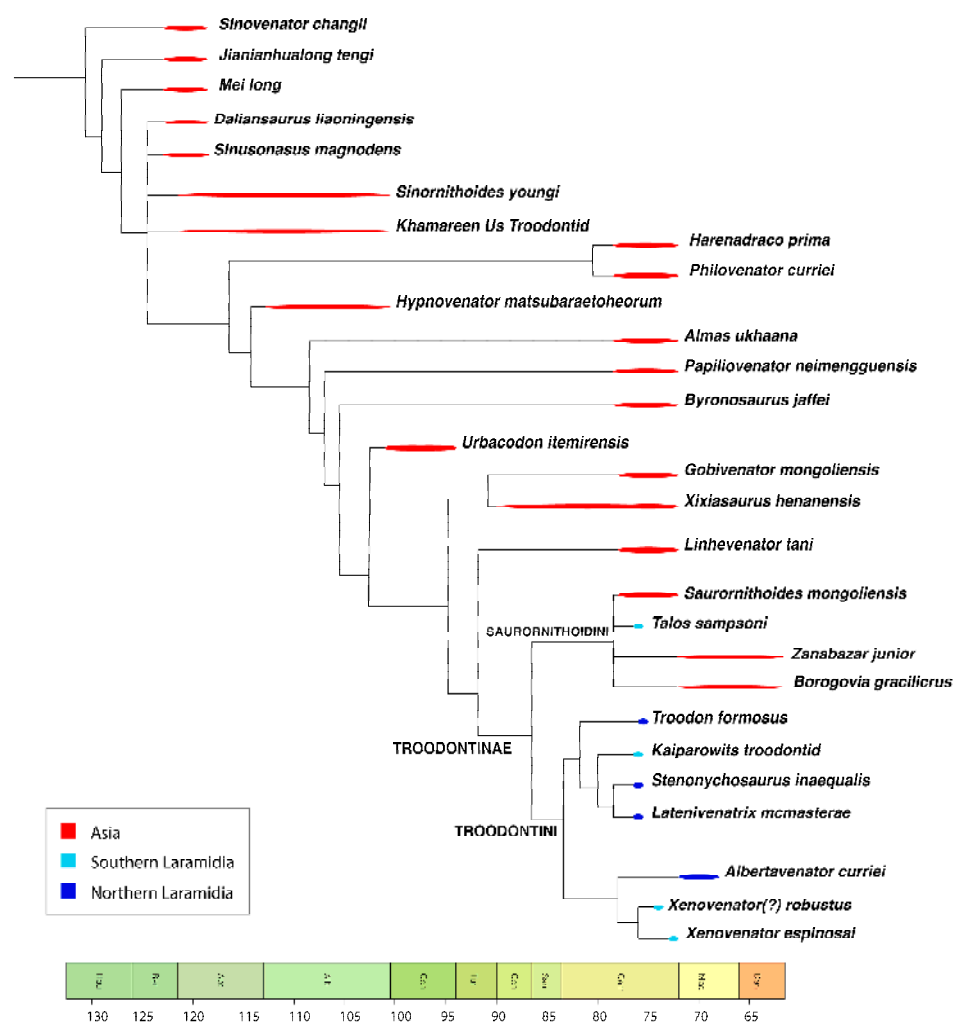 Sinovenator changii
Jianianhualong tengi
Mei long
Daliansaurus liaoningensis
Sinusonasus magnodens
Sinornithoides youngi
Khamareen Us Troodontid
Harenadraco prima
Philovenator curriei
Hypnovenator matsubaraetoheorum
Almas ukhaana
Papiliovenator neimengguensis
Byronosaurus jaffei
Urbacodon itemirensis
Gobivenator mongoliensis
Xixiasaurus henanensis
Linhevenator tani
Saurornithoides mongoliensis
Talos sampsoni
SAURORNITHOIDINI
Zanabazar junior
Borogovia gracilicrus
Troodon formosus
TROODONTINAE
Kaiparowits troodontid
Stenonychosaurus inaequalis
Latenivenatrix mcmasterae
TROODONTINI
Asia
Southern Laramidia
Northern Laramidia
Albertavenator curriei
Xenovenator(?) robustus
Xenovenator espinosai
130 125 120 115 110 105 100 95 90 85 80 75 70 65